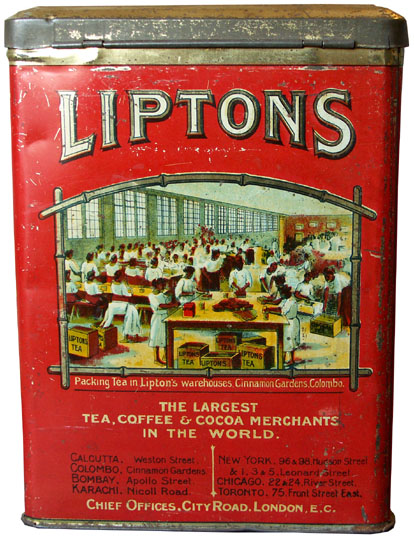 LIPTONS
LIPTONS TEA
LIPTONS TEA
LIPTONS
LIPTONS TEA
Packing Tea in Lipton's warehouses. Cinnamon Gardens. Colombo.
THE LARGEST
TEA, COFFEE & COCOA MERCHANTS
IN THE WORLD.
CALCUTTA, Weston Street.
COLOMBO, Cinnamon Gardens
BOMBAY, Apollo Street.
KARACHI, Nicoll Road.
NEW YORK. 96 & 98, Hudson Street
& 1, 3 & 5, Leonard Street.
CHICAGO. 22 & 24, River Street.
TORONTO. 75, Front Street East.
CHIEF OFFICES, CITY ROAD, LONDON, E.C.